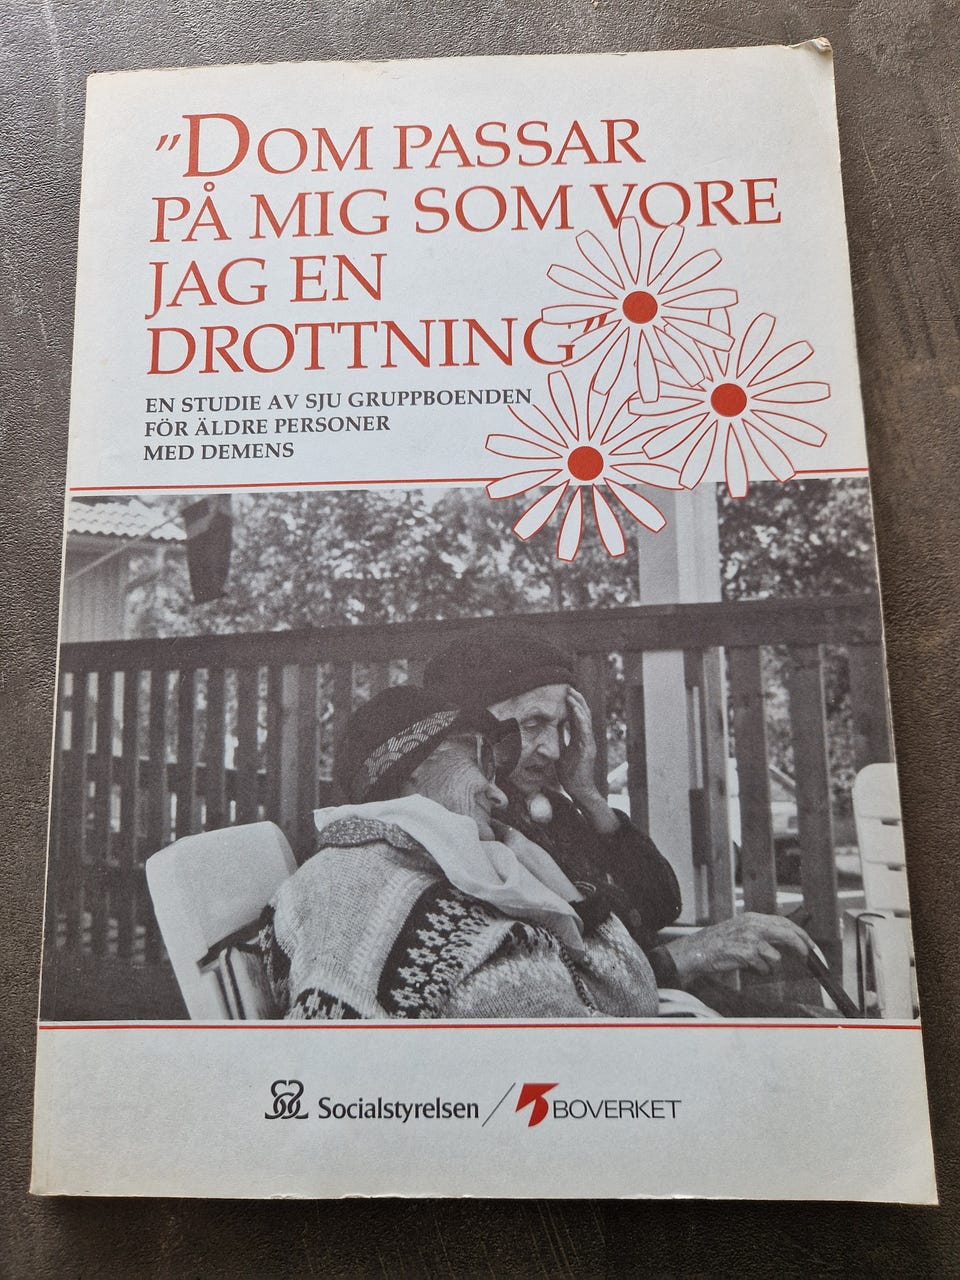 "DOM PASSAR
PÅ MIG SOM VORE
JAG EN
DROTTNING"
EN STUDIE AV SJU GRUPPBOENDEN
FÖR ÄLDRE PERSONER
MED DEMENS
Socialstyrelsen / BOVERKET